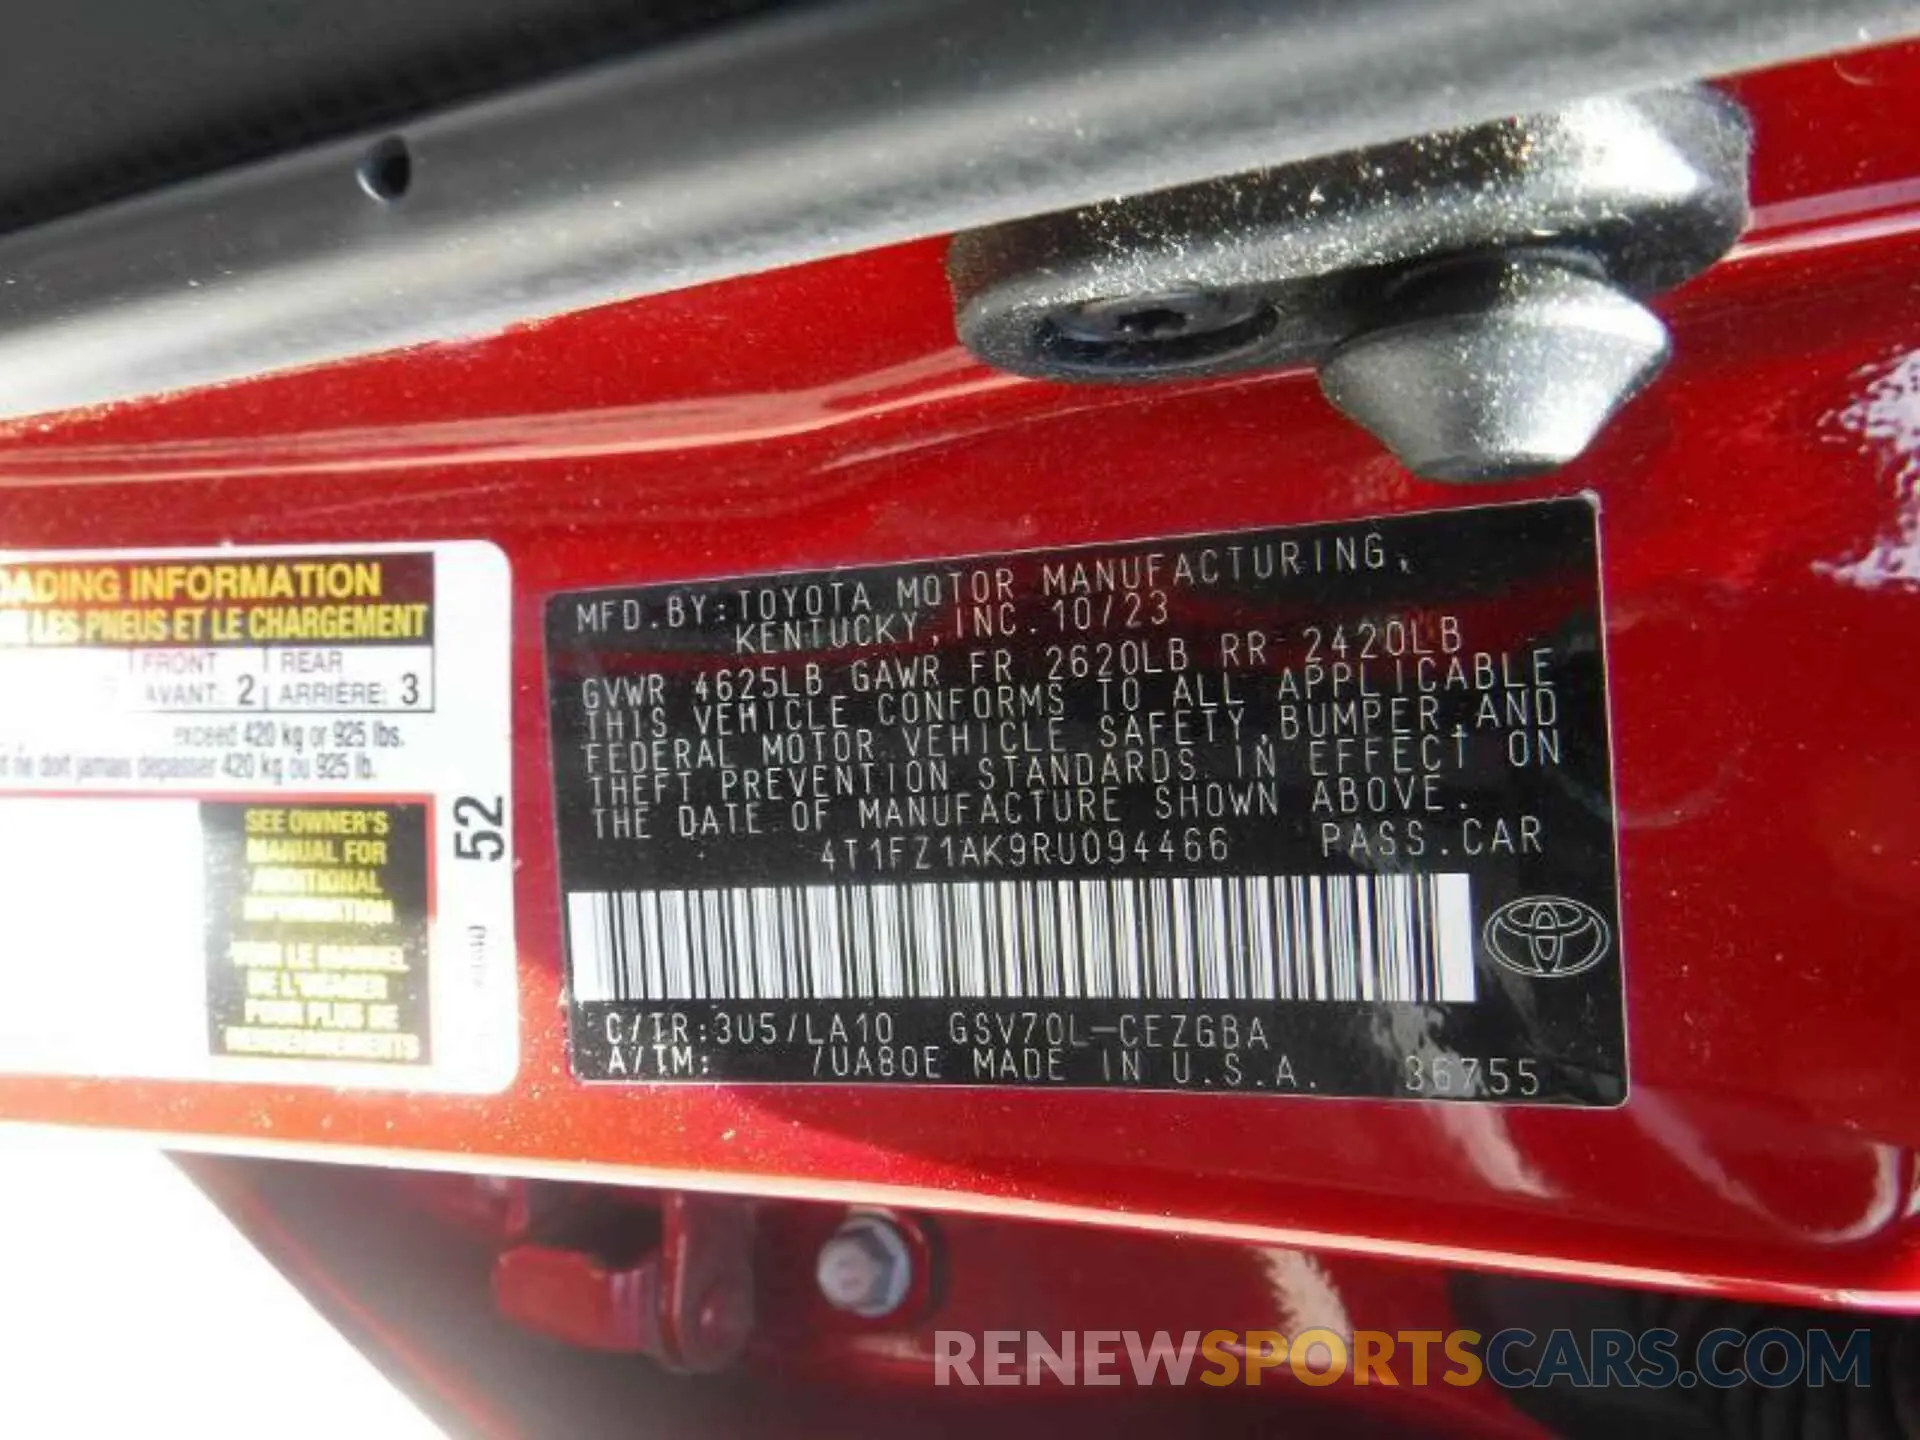 ADING INFORMATION
LES PNEUS ET LE CHARGEMENT
FRONT REAR
AVANT: 2 ARRIÈRE: 3
exceed 420 kg or 925 lbs.
ne doit jamais dépasser 420 kg ou 925 lb.
SEE OWNER'S
MANUAL FOR
ADDITIONAL
INFORMATION
VOIR LE MANUEL
DE L'USAGER
POUR PLUS DE
RENSEIGNEMENTS
52
MFD.BY:TOYOTA MOTOR MANUFACTURING,
KENTUCKY,INC.10/23
GVWR 4625LB GAWR FR 2620LB RR 2420LB
THIS VEHICLE CONFORMS TO ALL APPLICABLE
FEDERAL MOTOR VEHICLE SAFETY,BUMPER,AND
THEFT PREVENTION STANDARDS IN EFFECT ON
THE DATE OF MANUFACTURE SHOWN ABOVE.
4T1FZ1AK9RU094466 PASS.CAR
C/TR:3U5/LA10 GSV70L-CEZGBA
A/TM: /UA80E MADE IN U.S.A. 36755
RENEWSPORTSCARS.COM